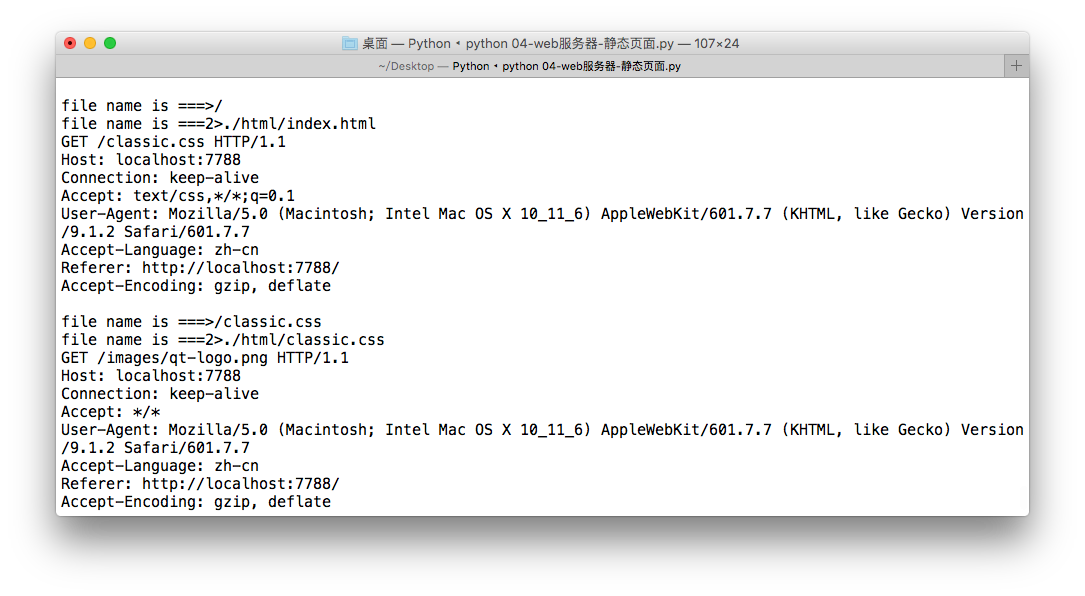 桌面 — Python ◂ python 04-web服务器-静态页面.py — 107×24
~/Desktop — Python ◂ python 04-web服务器-静态页面.py
file name is ===>/
file name is ===2>./html/index.html
GET /classic.css HTTP/1.1
Host: localhost:7788
Connection: keep-alive
Accept: text/css,*/*;q=0.1
User-Agent: Mozilla/5.0 (Macintosh; Intel Mac OS X 10_11_6) AppleWebKit/601.7.7 (KHTML, like Gecko) Version
/9.1.2 Safari/601.7.7
Accept-Language: zh-cn
Referer: http://localhost:7788/
Accept-Encoding: gzip, deflate
file name is ===>/classic.css
file name is ===2>./html/classic.css
GET /images/qt-logo.png HTTP/1.1
Host: localhost:7788
Connection: keep-alive
Accept: */*
User-Agent: Mozilla/5.0 (Macintosh; Intel Mac OS X 10_11_6) AppleWebKit/601.7.7 (KHTML, like Gecko) Version
/9.1.2 Safari/601.7.7
Accept-Language: zh-cn
Referer: http://localhost:7788/
Accept-Encoding: gzip, deflate